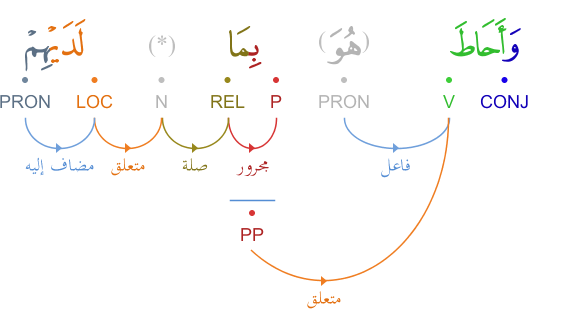 وَأَحَاطَ (هُوَ) بِمَا (*) لَدَيْهِمْ
CONJ V PRON P REL N LOC PRON
فاعل مجرور صلة متعلق مضاف إليه
PP
متعلق